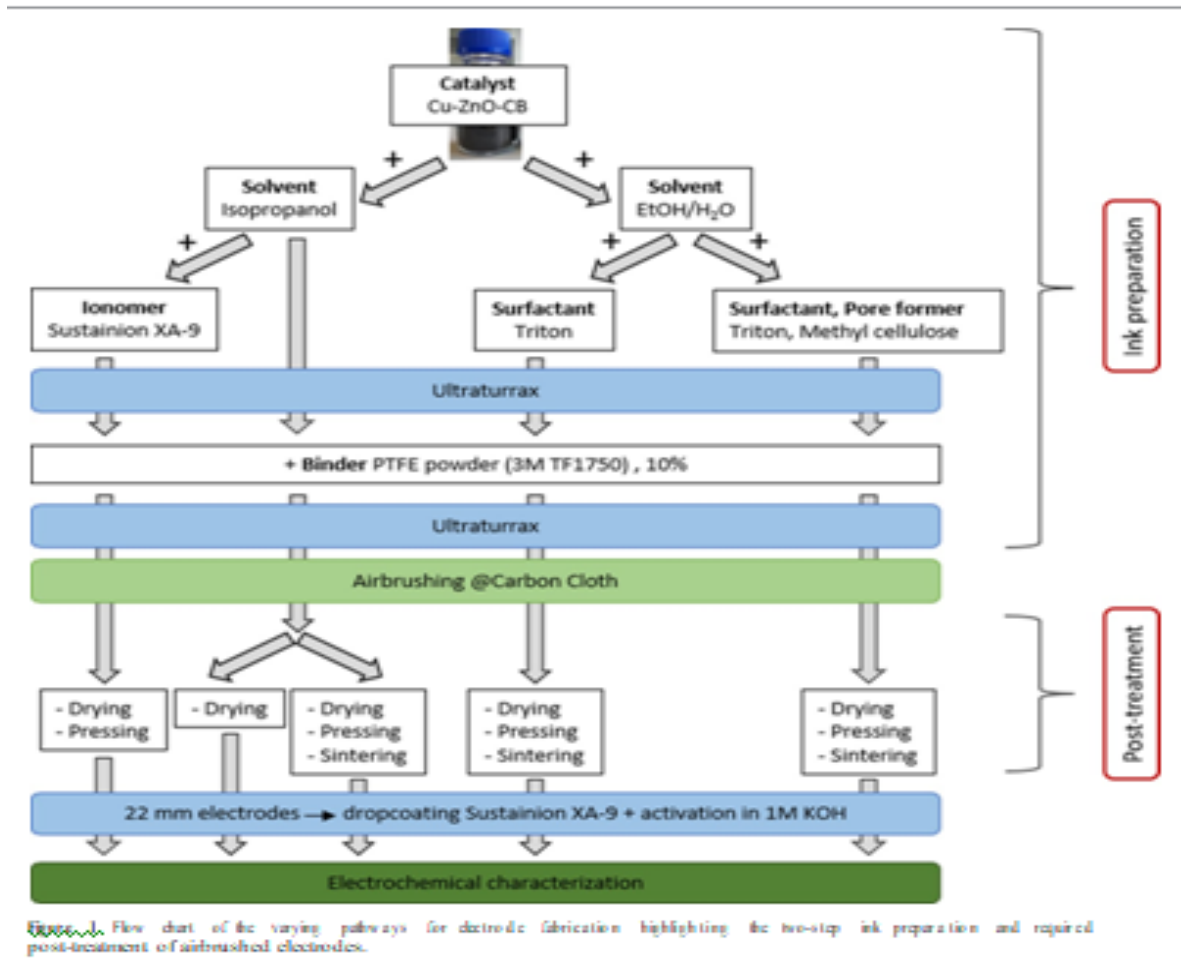 Catalyst
Cu-ZnO-CB
+
+
Solvent
Isopropanol
Solvent
EtOH/H₂O
+
+
+
Ionomer
Sustainion XA-9
Surfactant
Triton
Surfactant, Pore former
Triton, Methyl cellulose
Ultraturrax
+ Binder PTFE powder (3M TF1750) , 10%
Ultraturrax
Ink preparation
Airbrushing @Carbon Cloth
- Drying
- Pressing
- Drying
- Drying
- Pressing
- Sintering
- Drying
- Pressing
- Sintering
- Drying
- Pressing
- Sintering
Post-treatment
22 mm electrodes → dropcoating Sustainion XA-9 + activation in 1M KOH
Electrochemical characterization
Figure 1. Flow chart of the varying pathways for electrode fabrication highlighting the two-step ink preparation and required
post-treatment of airbrushed electrodes.